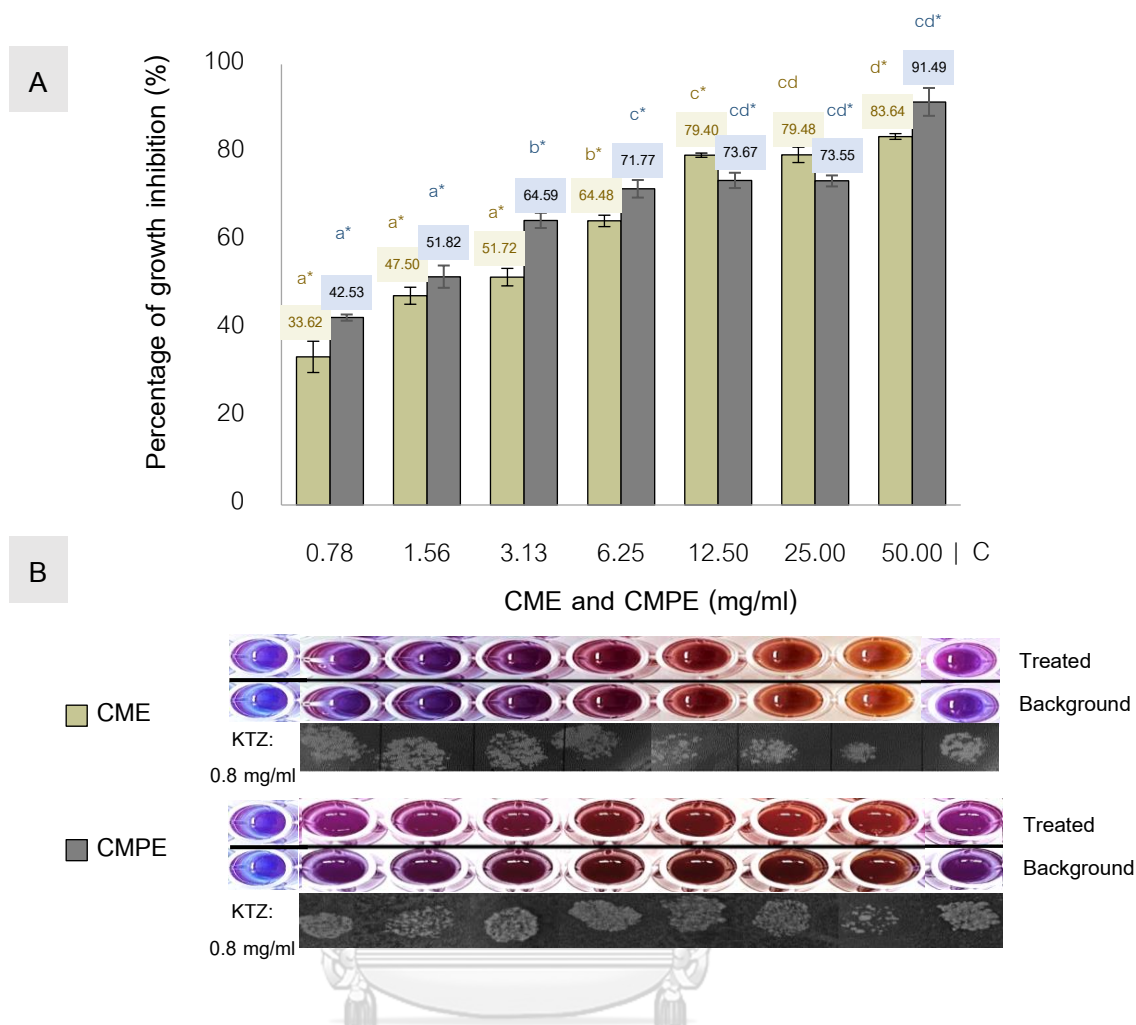 A
Percentage of growth inhibition (%)
100
80
60
40
20
0
a* a* a* a* a* b* b* c* c* cd* cd cd* d* cd*
33.62 42.53 47.50 51.82 51.72 64.59 64.48 71.77 79.40 73.67 79.48 73.55 83.64 91.49
0.78 1.56 3.13 6.25 12.50 25.00 50.00 | C
CME and CMPE (mg/ml)
B
Treated
Background
CME
KTZ:
0.8 mg/ml
Treated
CMPE
Background
KTZ:
0.8 mg/ml